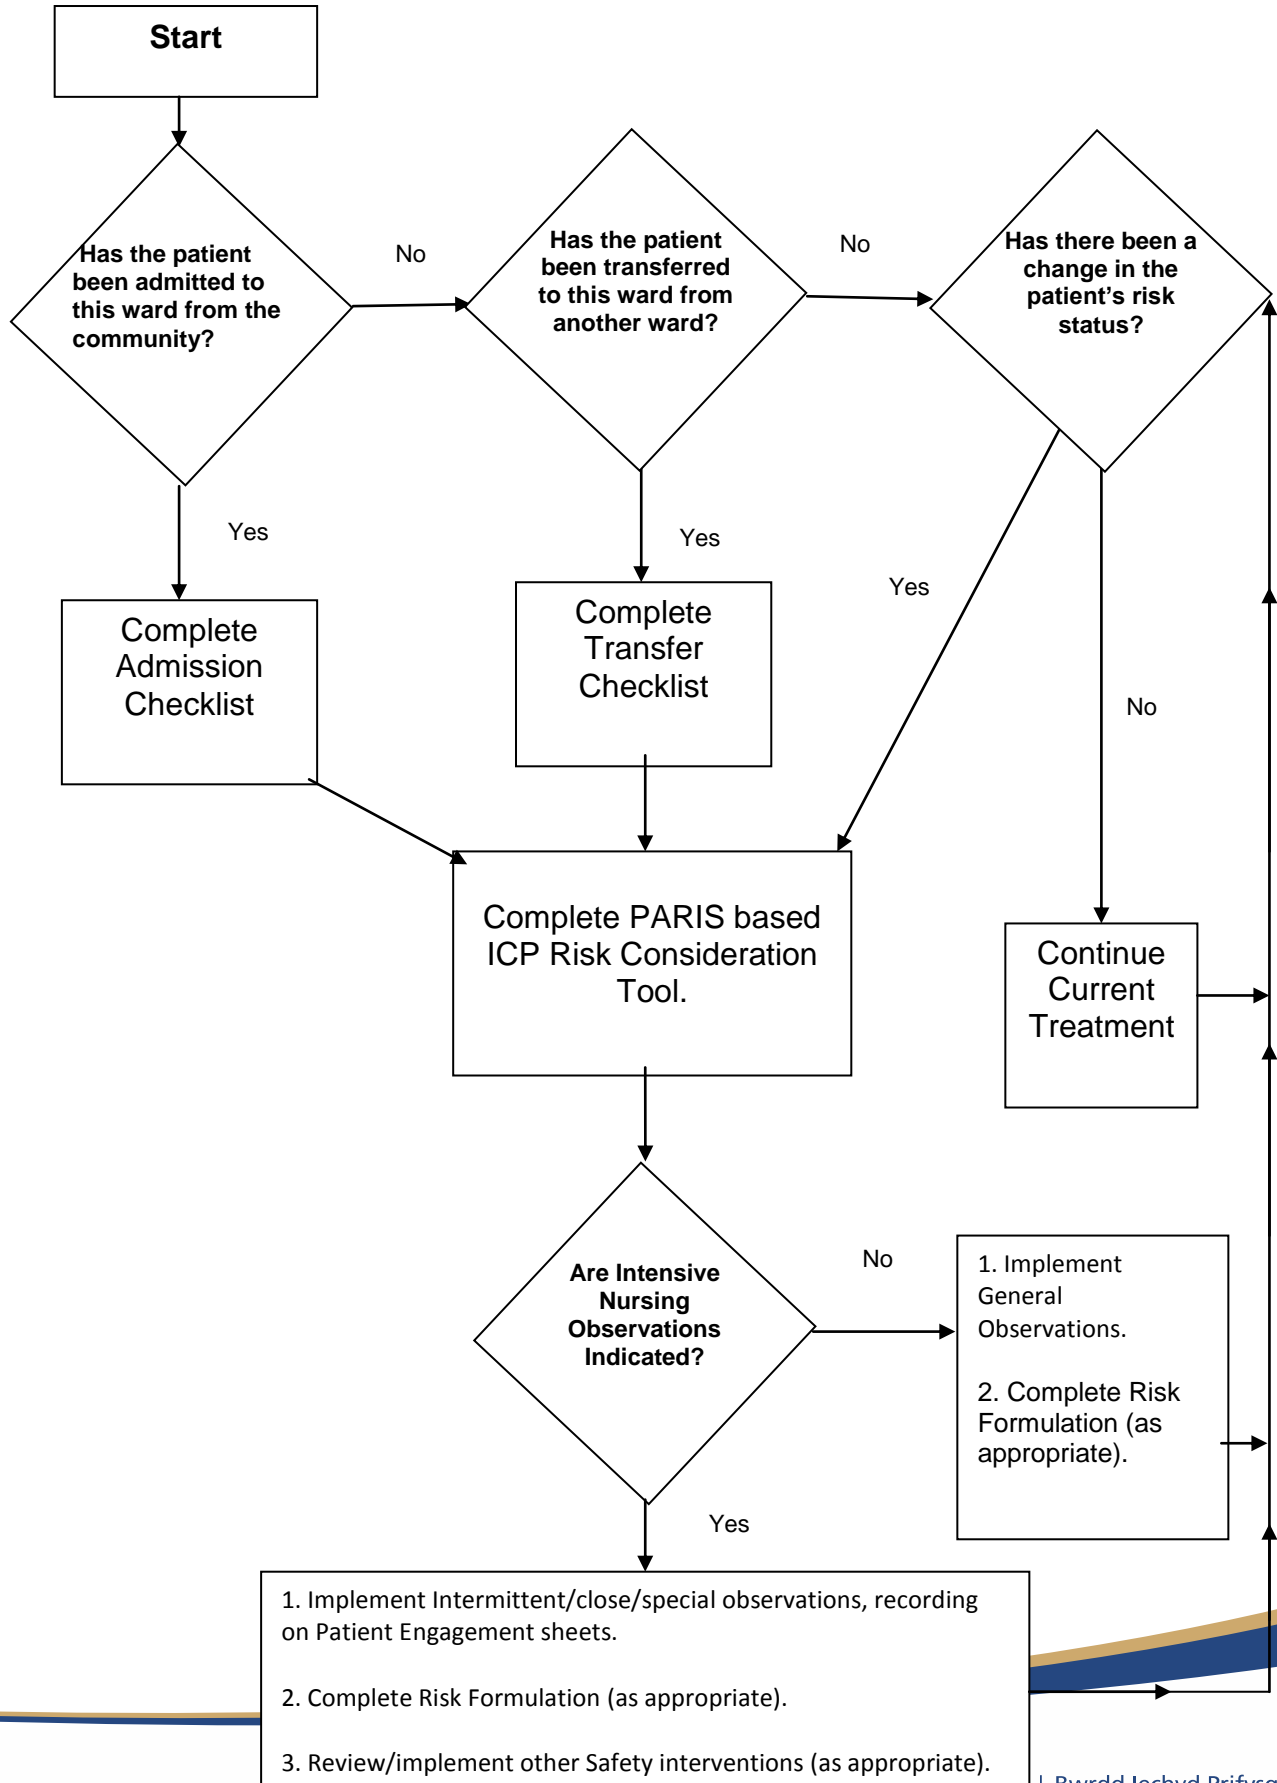 Start
Has the patient
been admitted to
this ward from the
community?
No
Has the patient
been transferred
to this ward from
another ward?
No
Has there been a
change in the
patient’s risk
status?
Yes
Yes
Yes
No
Complete
Admission
Checklist
Complete
Transfer
Checklist
Complete PARIS based
ICP Risk Consideration
Tool.
Continue
Current
Treatment
Are Intensive
Nursing
Observations
Indicated?
No
1. Implement
General
Observations.
2. Complete Risk
Formulation (as
appropriate).
Yes
1. Implement Intermittent/close/special observations, recording
on Patient Engagement sheets.
2. Complete Risk Formulation (as appropriate).
3. Review/implement other Safety interventions (as appropriate).